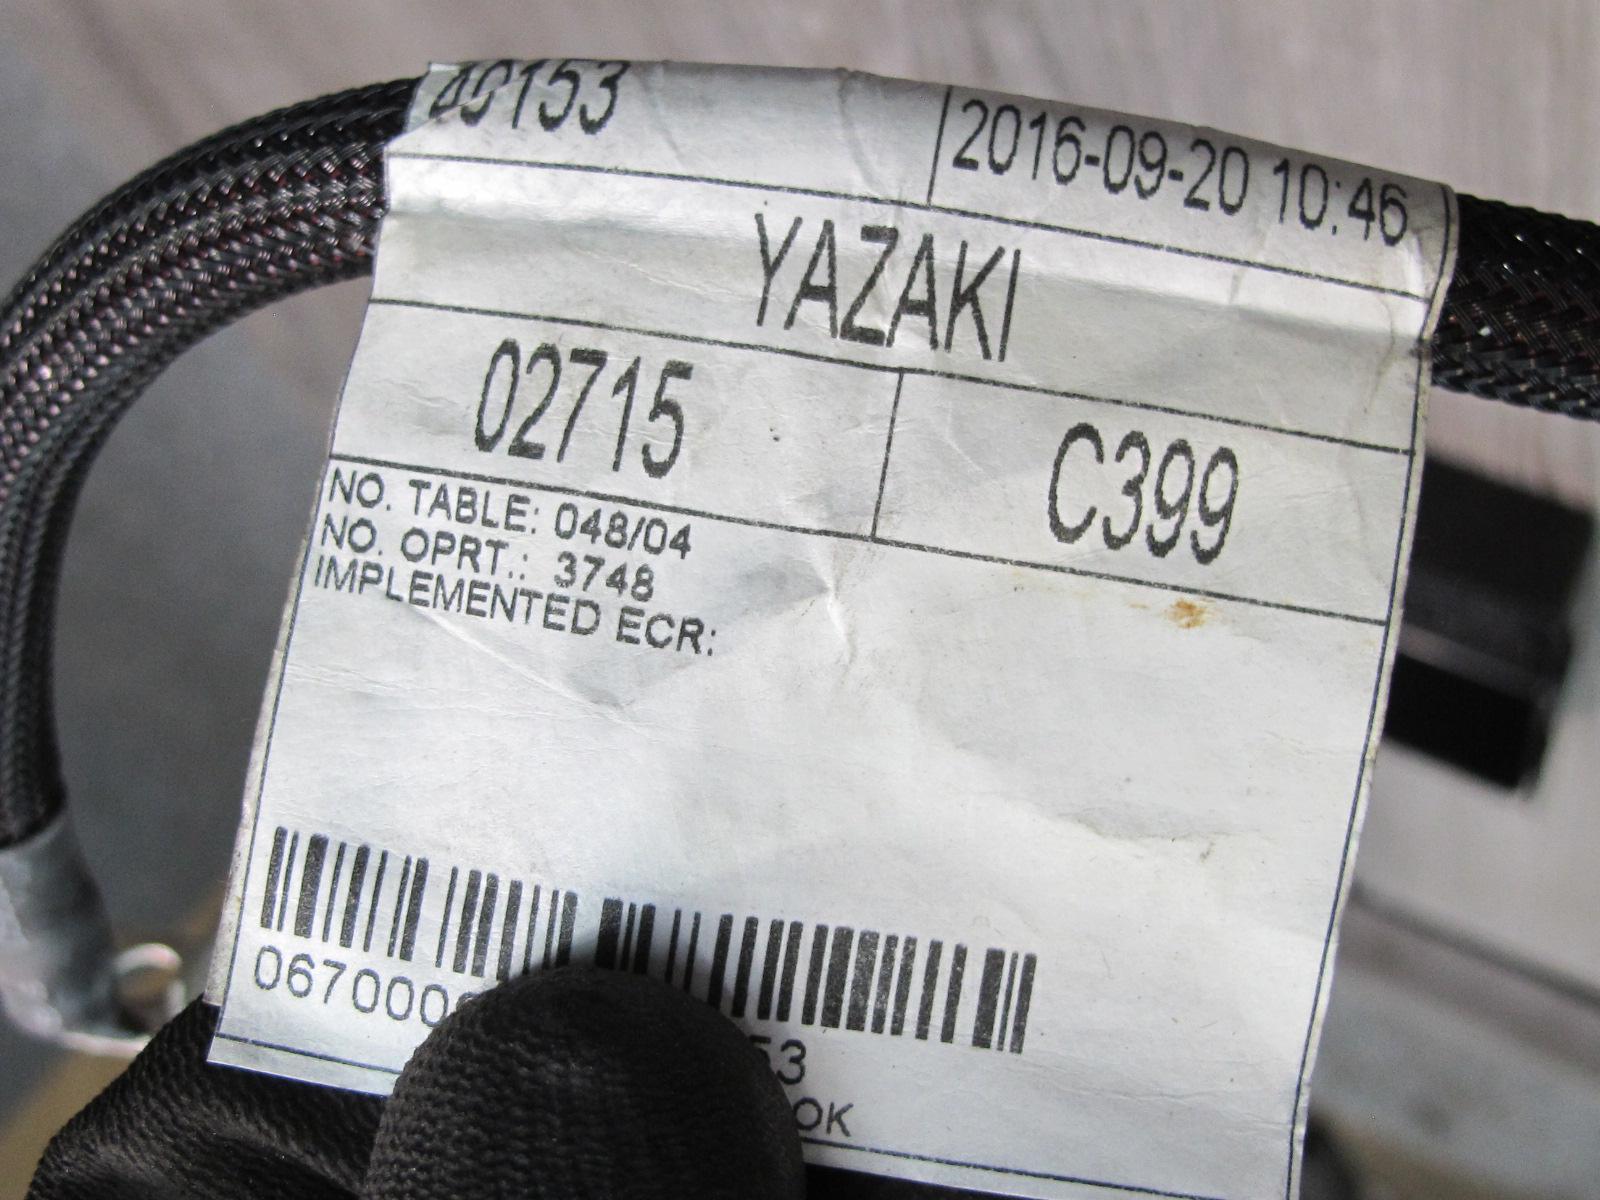 40153 2016-09-20 10:46
YAZAKI
02715 C399
NO. TABLE: 048/04
NO. OPRT.: 3748
IMPLEMENTED ECR:
067000
53
OK